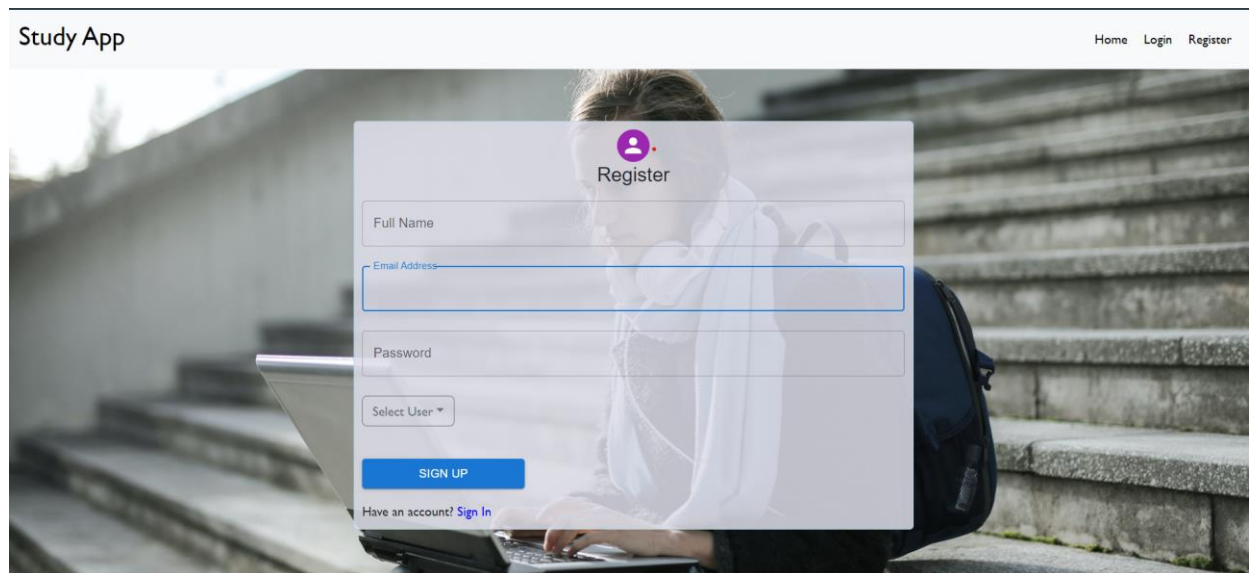 Study App
Home Login Register
Register
Full Name
Email Address
Password
Select User
SIGN UP
Have an account? Sign In